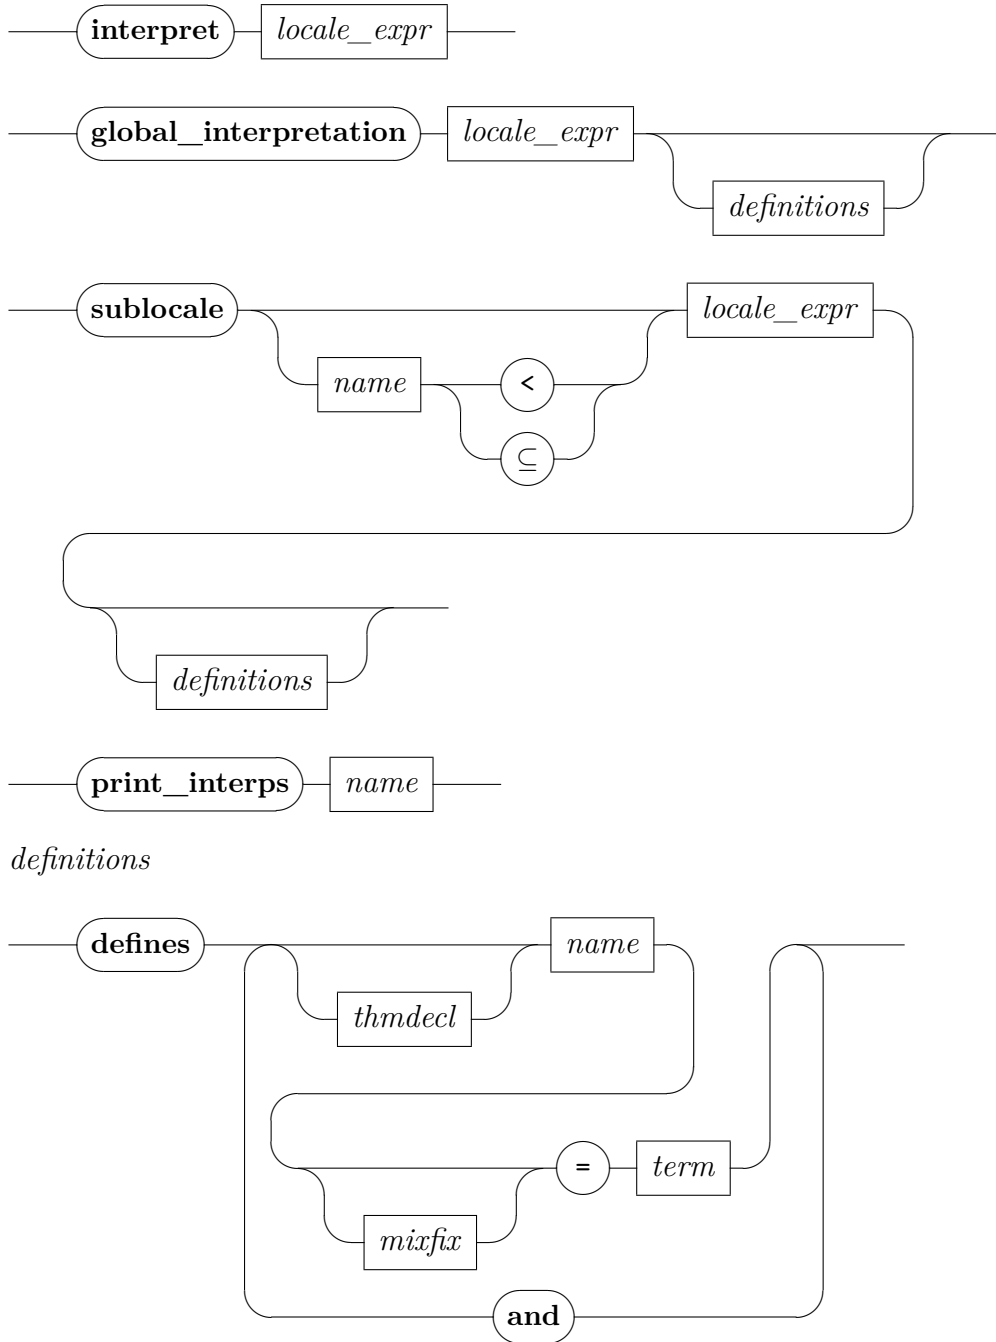 interpret locale_expr
global_interpretation locale_expr
definitions
sublocale locale_expr
name <
⊆
definitions
print_interps name
definitions
defines name
thmdecl
= term
mixfix
and